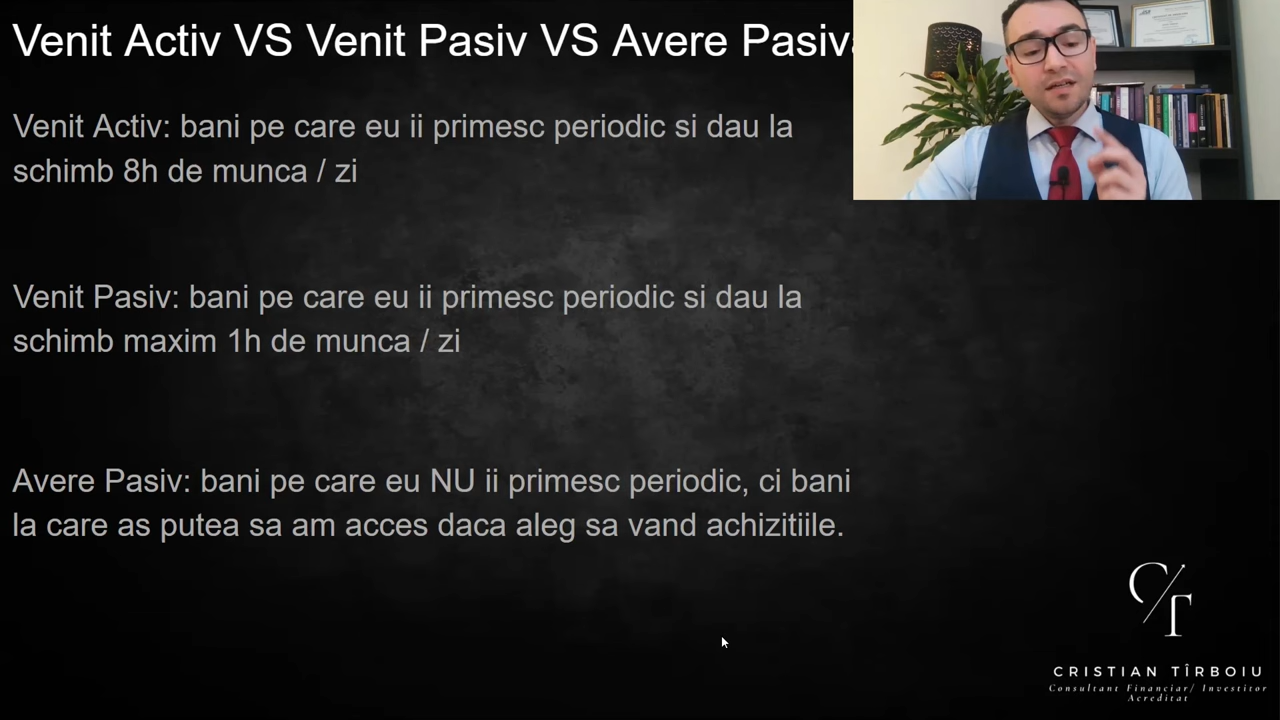 Venit Activ VS Venit Pasiv VS Avere Pasiva
Venit Activ: bani pe care eu ii primesc periodic si dau la
schimb 8h de munca / zi
Venit Pasiv: bani pe care eu ii primesc periodic si dau la
schimb maxim 1h de munca / zi
Avere Pasiv: bani pe care eu NU ii primesc periodic, ci bani
la care as putea sa am acces daca aleg sa vand achizitiile.
CT
CRISTIAN TÎRBOIU
Consultant Financiar/ Investitor
Acreditat